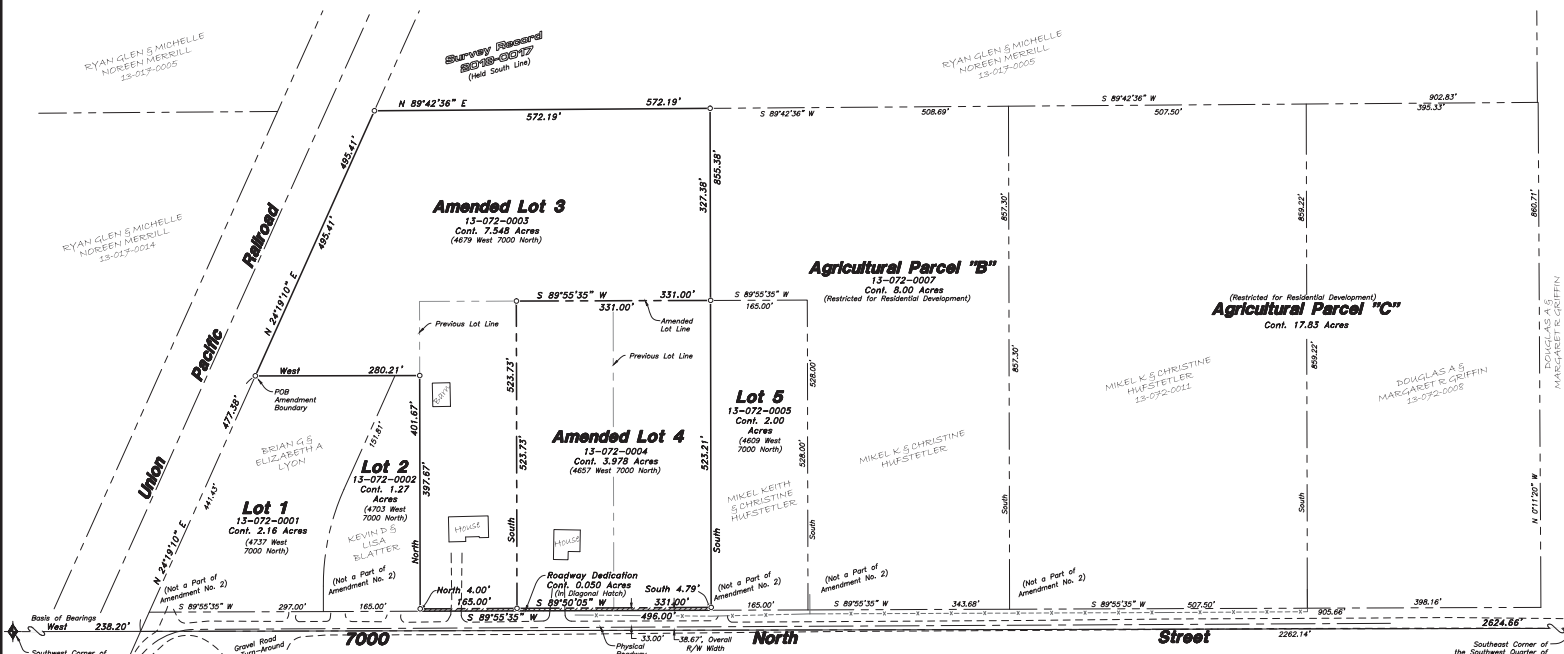 RYAN GLEN & MICHELLE
NOREEN MERRILL
13-017-0005
Survey Record
2018-0017
(Held South Line)
RYAN GLEN & MICHELLE
NOREEN MERRILL
13-017-0005
N 89°42'36" E 572.19'
572.19'
S 89°42'36" W 508.69'
S 89°42'36" W 902.83'
507.50' 395.33'
495.41'
495.41'
N 24°19'10" E
855.38'
327.38'
857.30'
857.30'
South
859.22'
859.22'
South
860.71'
N 0°11'20" W
RYAN GLEN & MICHELLE
NOREEN MERRILL
13-017-0014
Union Pacific Railroad
Amended Lot 3
13-072-0003
Cont. 7.548 Acres
(4679 West 7000 North)
Agricultural Parcel "B"
13-072-0007
Cont. 8.00 Acres
(Restricted for Residential Development)
(Restricted for Residential Development)
Agricultural Parcel "C"
Cont. 17.83 Acres
DOUGLAS A &
MARGARET R GRIFFIN
S 89°55'35" W 331.00'
331.00'
S 89°55'35" W
165.00'
Amended
Lot Line
Previous Lot Line
Previous Lot Line
West 280.21'
POB
Amendment
Boundary
477.38'
441.43'
N 24°19'10" E
151.81'
401.67'
397.67'
North
Barn
523.73'
523.73'
South
523.21'
South
528.00'
528.00'
South
BRIAN G &
ELIZABETH A
LYON
Lot 1
13-072-0001
Cont. 2.16 Acres
(4737 West
7000 North)
Lot 2
13-072-0002
Cont. 1.27
Acres
(4703 West
7000 North)
KEVIN D &
LISA
BLATTER
House
Amended Lot 4
13-072-0004
Cont. 3.978 Acres
(4657 West 7000 North)
House
Lot 5
13-072-0005
Cont. 2.00
Acres
(4609 West
7000 North)
MIKEL KEITH
& CHRISTINE
HUFSTETLER
MIKEL K & CHRISTINE
HUFSTETLER
MIKEL K & CHRISTINE
HUFSTETLER
13-072-0011
DOUGLAS A &
MARGARET R GRIFFIN
13-072-0008
(Not a Part of
Amendment No. 2)
(Not a Part of
Amendment No. 2)
(Not a Part of
Amendment No. 2)
(Not a Part of
Amendment No. 2)
(Not a Part of
Amendment No. 2)
Roadway Dedication
Cont. 0.050 Acres
(In Diagonal Hatch)
North 4.00'
South 4.79'
S 89°55'35" W 297.00' 165.00'
165.00' S 89°50'05" W 331.00'
S 89°55'35" W 496.00'
165.00' S 89°55'35" W 343.68' S 89°55'35" W 507.50' 398.16'
905.66'
Basis of Bearings
West 238.20'
2624.66'
2262.14'
7000 North Street
33.00'
38.67' Overall
R/W Width
Physical
Roadway
Gravel Road
Turn-Around
Southwest Corner of
Southeast Corner of
the Southwest Quarter of